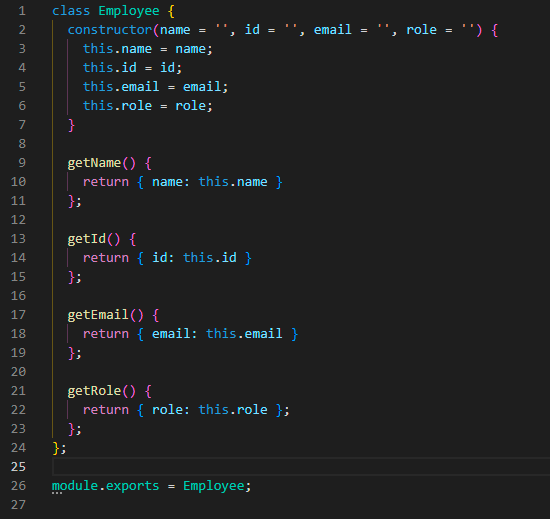 1 class Employee {
2   constructor(name = '', id = '', email = '', role = '') {
3     this.name = name;
4     this.id = id;
5     this.email = email;
6     this.role = role;
7   }
8
9   getName() {
10     return { name: this.name }
11   };
12
13   getId() {
14     return { id: this.id }
15   };
16
17   getEmail() {
18     return { email: this.email }
19   };
20
21   getRole() {
22     return { role: this.role };
23   };
24 };
25
26 module.exports = Employee;
27